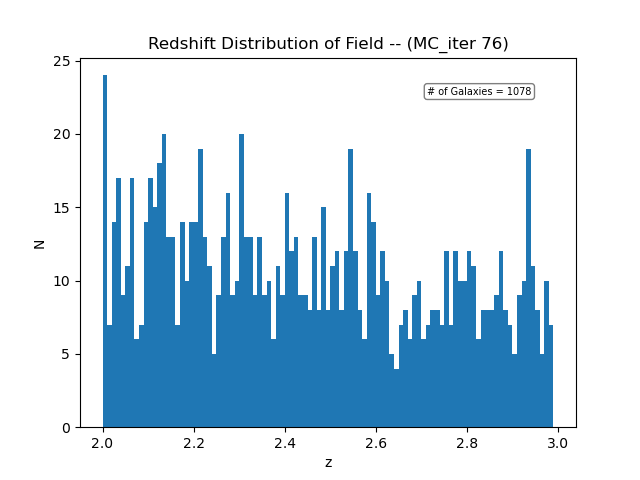 Redshift Distribution of Field -- (MC_iter 76)
# of Galaxies = 1078
25
20
15
10
5
0
N
2.0 2.2 2.4 2.6 2.8 3.0
z